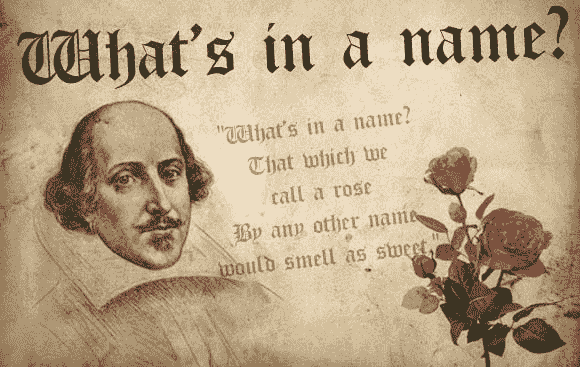 What's in a name?
"What's in a name?
That which we
call a rose
By any other name
would smell as sweet."